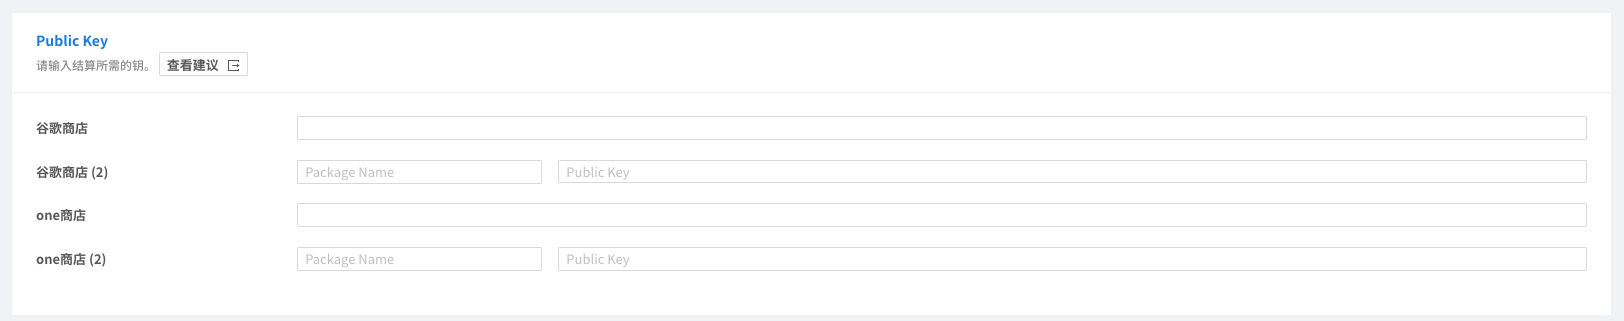 Public Key
请输入结算所需的钥。 查看建议
谷歌商店
谷歌商店 (2) Package Name Public Key
one商店
one商店 (2) Package Name Public Key